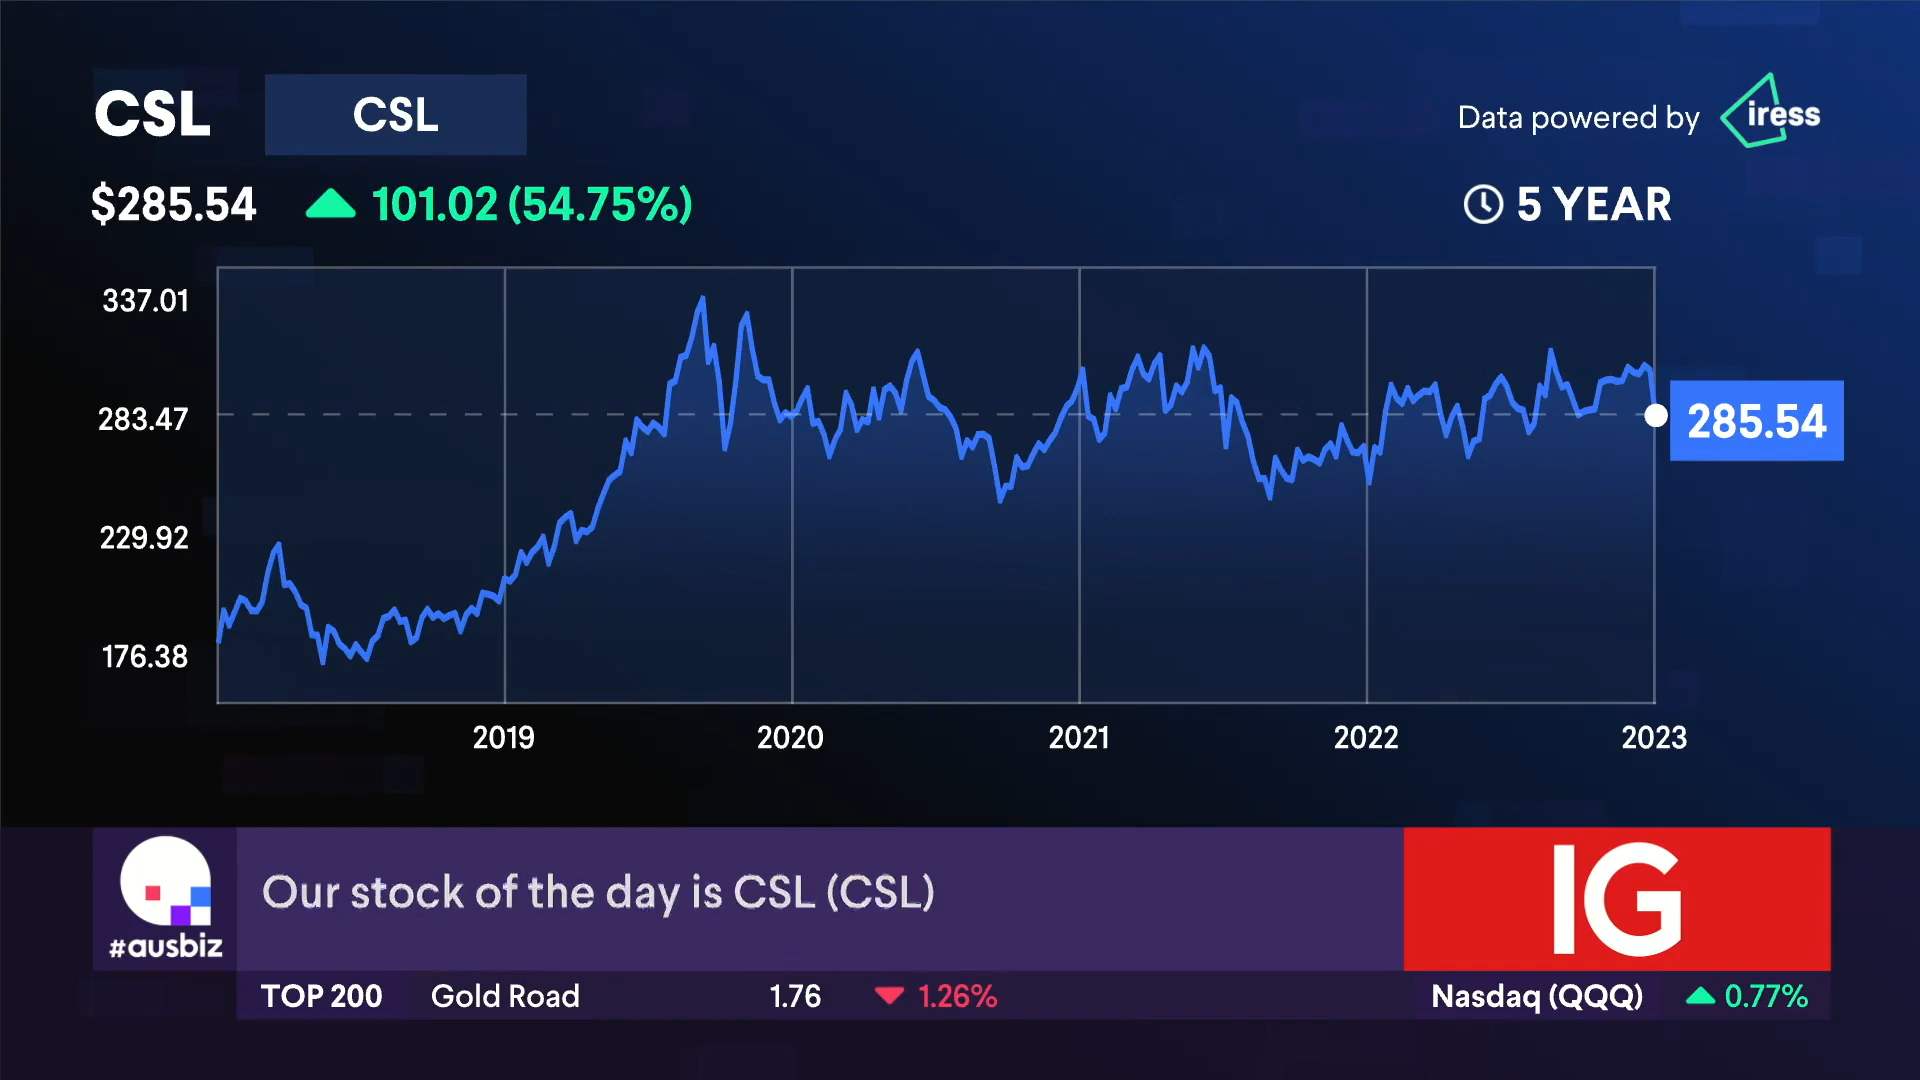 CSL CSL
Data powered by iress
$285.54 101.02 (54.75%)
5 YEAR
337.01
283.47
229.92
176.38
285.54
2019 2020 2021 2022 2023
#ausbiz
Our stock of the day is CSL (CSL)
IG
TOP 200 Gold Road 1.76 1.26%
Nasdaq (QQQ) 0.77%